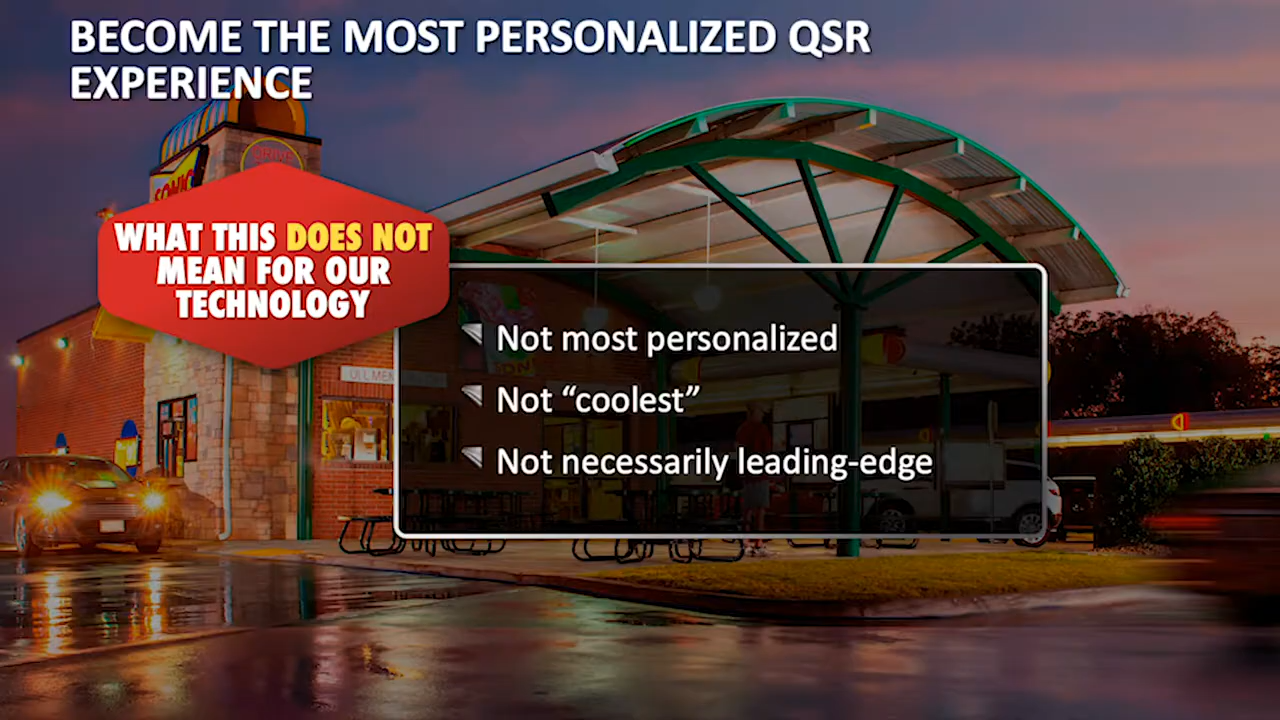 BECOME THE MOST PERSONALIZED QSR
EXPERIENCE
SONIC
WHAT THIS DOES NOT
MEAN FOR OUR
TECHNOLOGY
Not most personalized
Not “coolest”
Not necessarily leading-edge